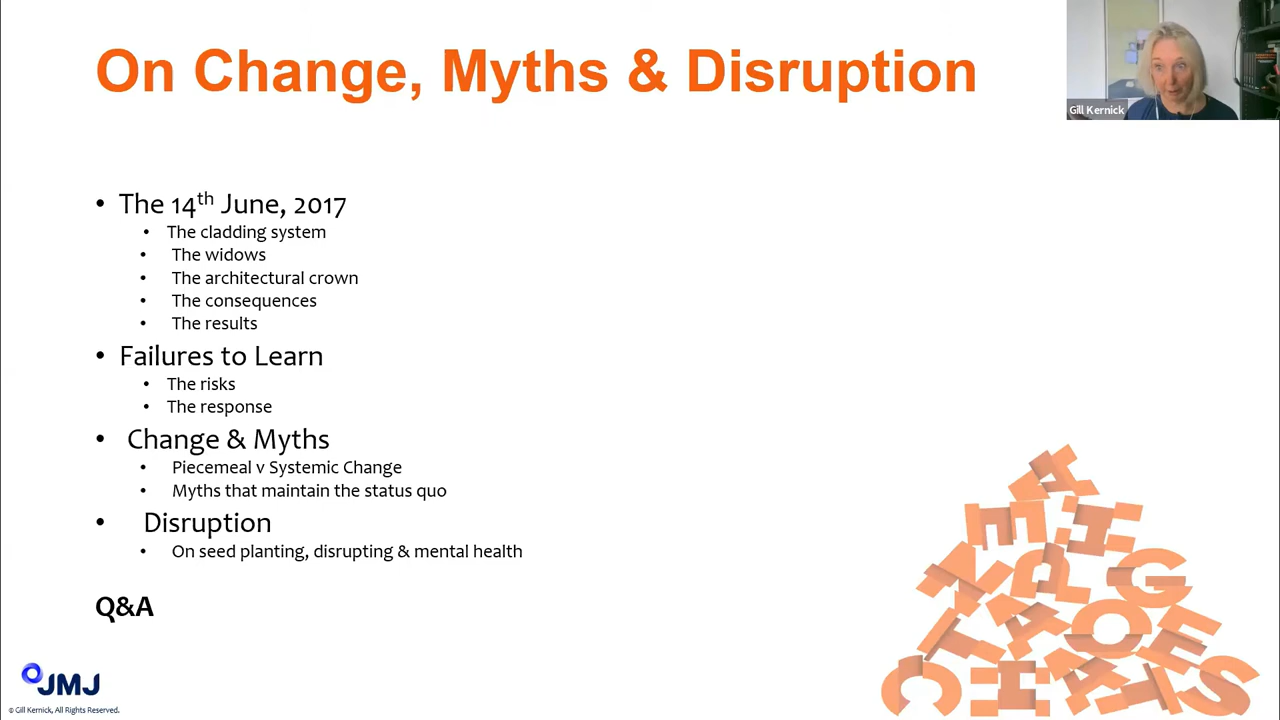 On Change, Myths & Disruption
Gill Kernick
• The 14th June, 2017
• The cladding system
• The widows
• The architectural crown
• The consequences
• The results
• Failures to Learn
• The risks
• The response
• Change & Myths
• Piecemeal v Systemic Change
• Myths that maintain the status quo
• Disruption
• On seed planting, disrupting & mental health
Q&A
JMJ
© Gill Kernick, All Rights Reserved.